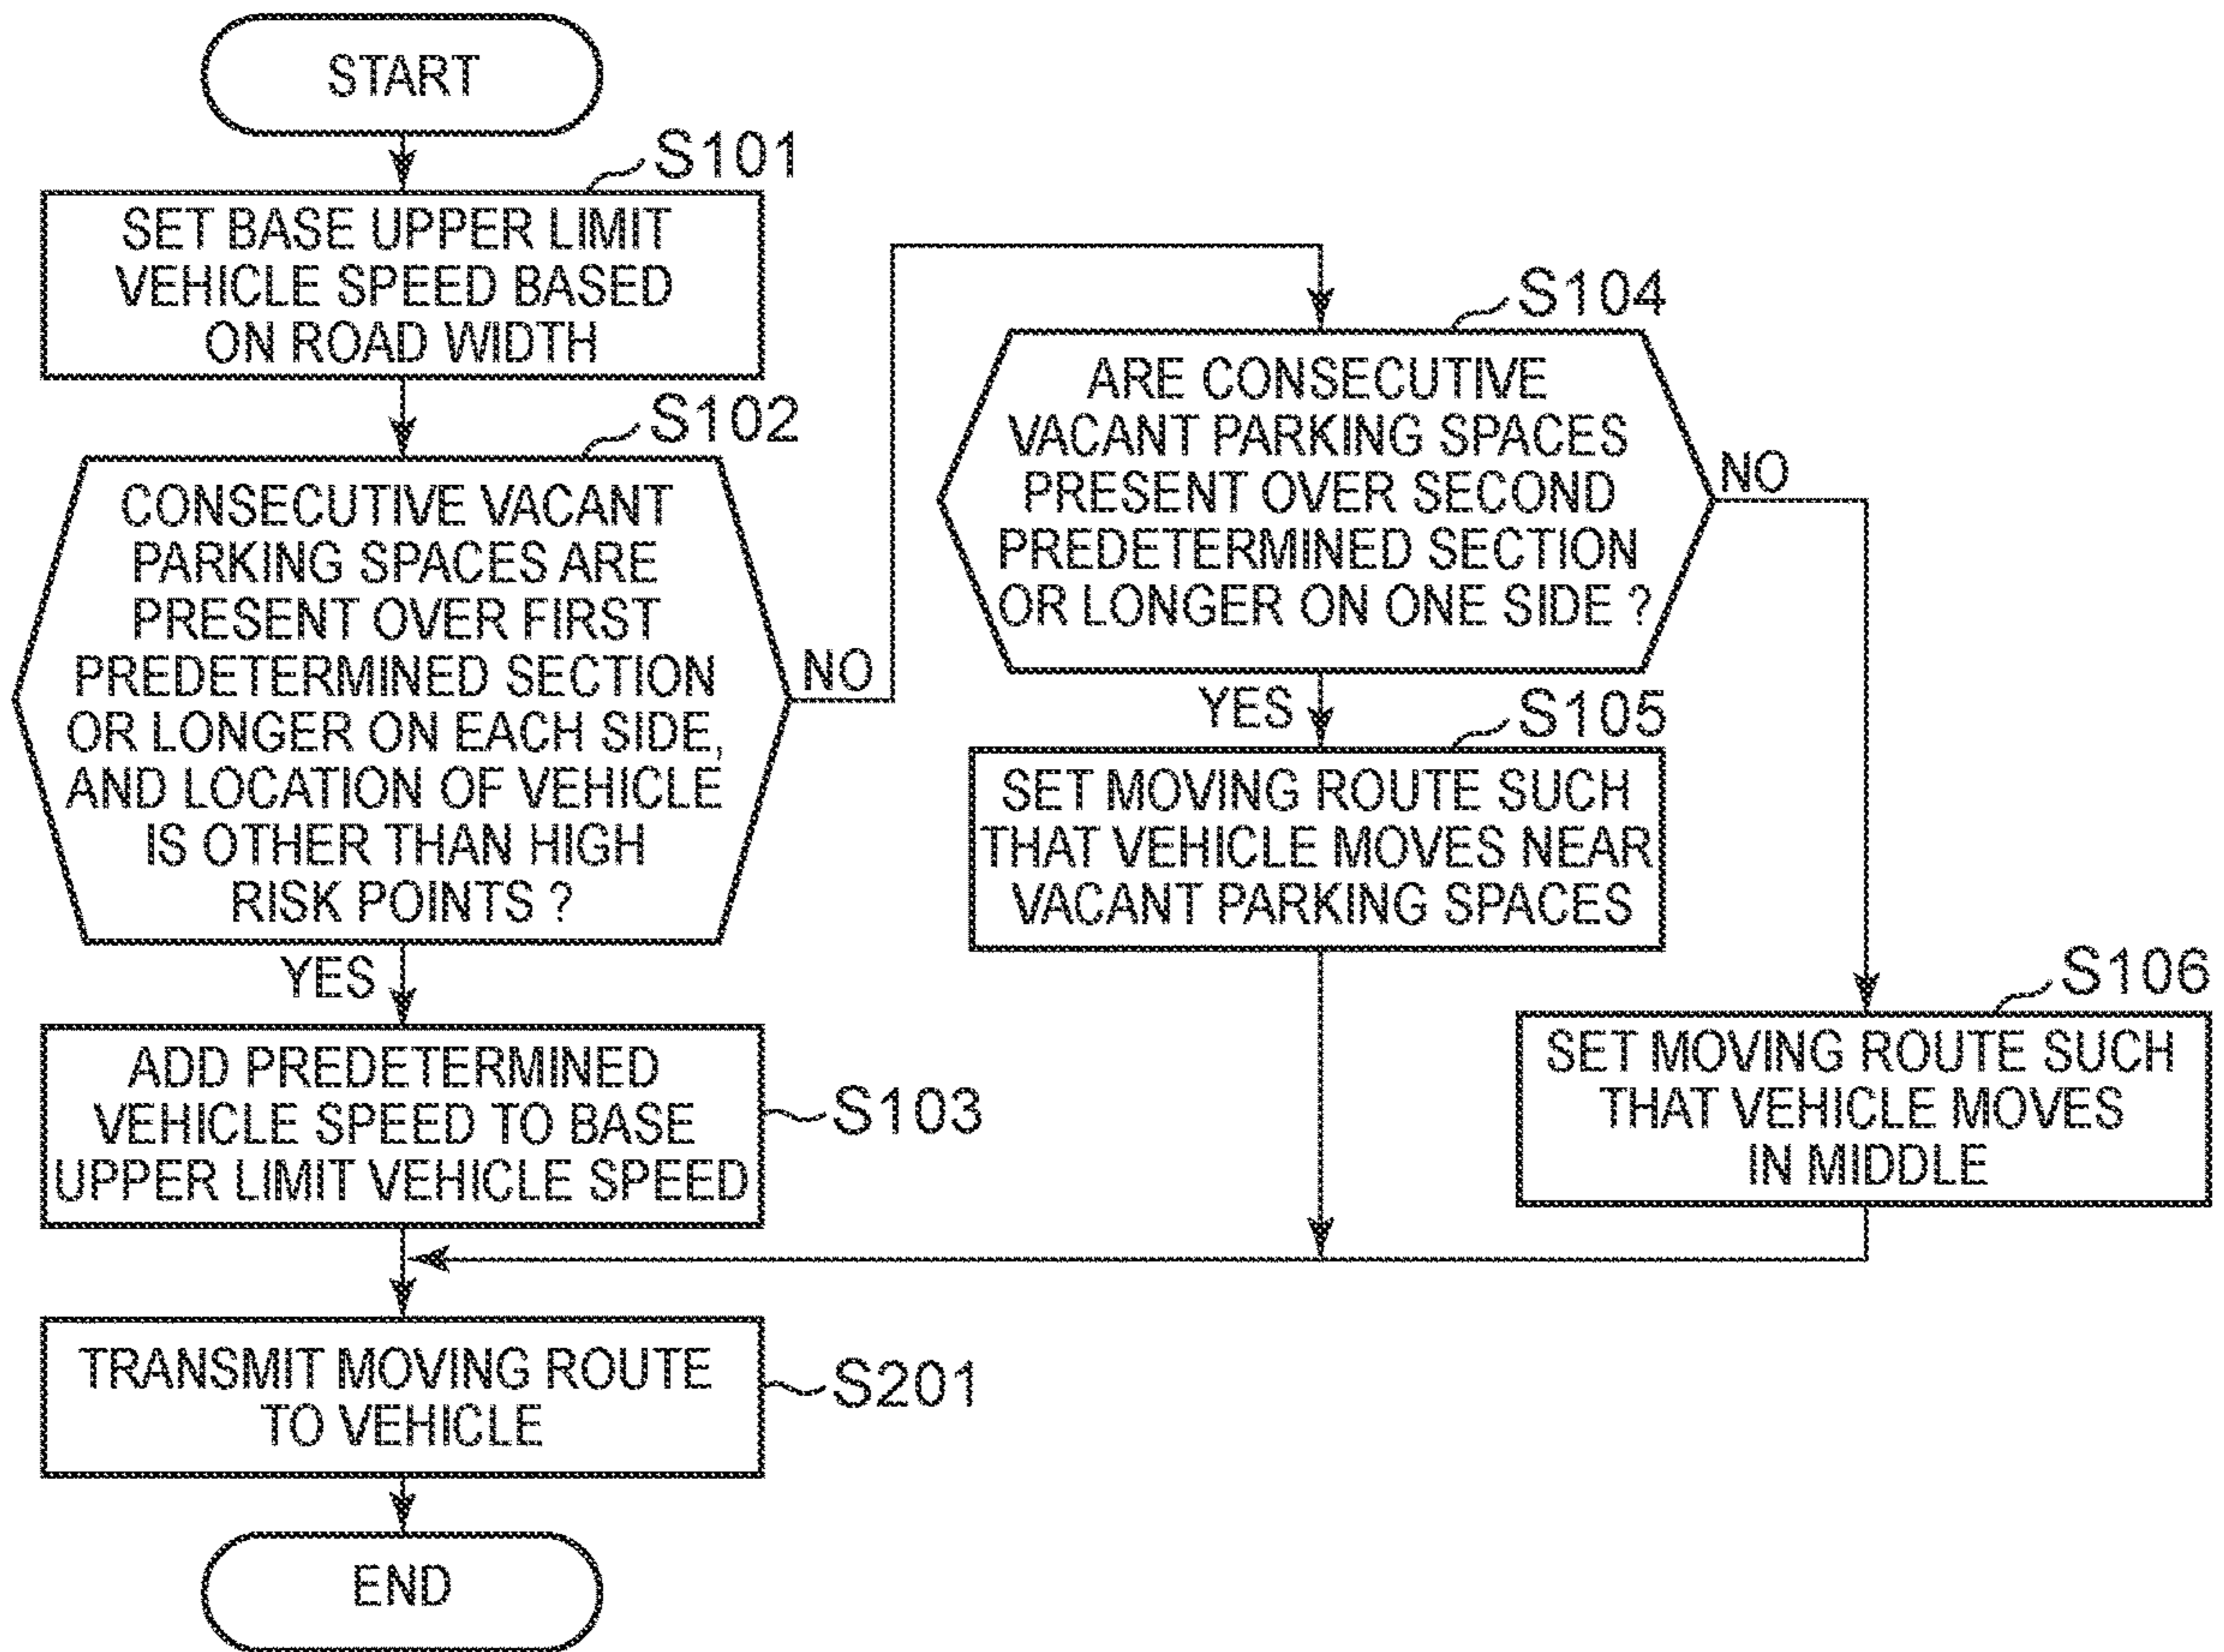 START
S101
SET BASE UPPER LIMIT
VEHICLE SPEED BASED
ON ROAD WIDTH
S102
CONSECUTIVE VACANT
PARKING SPACES ARE
PRESENT OVER FIRST
PREDETERMINED SECTION
OR LONGER ON EACH SIDE,
AND LOCATION OF VEHICLE
IS OTHER THAN HIGH
RISK POINTS ?
NO
YES
ADD PREDETERMINED
VEHICLE SPEED TO BASE
UPPER LIMIT VEHICLE SPEED
S103
S104
ARE CONSECUTIVE
VACANT PARKING SPACES
PRESENT OVER SECOND
PREDETERMINED SECTION
OR LONGER ON ONE SIDE ?
NO
YES
S105
SET MOVING ROUTE SUCH
THAT VEHICLE MOVES NEAR
VACANT PARKING SPACES
S106
SET MOVING ROUTE SUCH
THAT VEHICLE MOVES
IN MIDDLE
TRANSMIT MOVING ROUTE
TO VEHICLE
S201
END